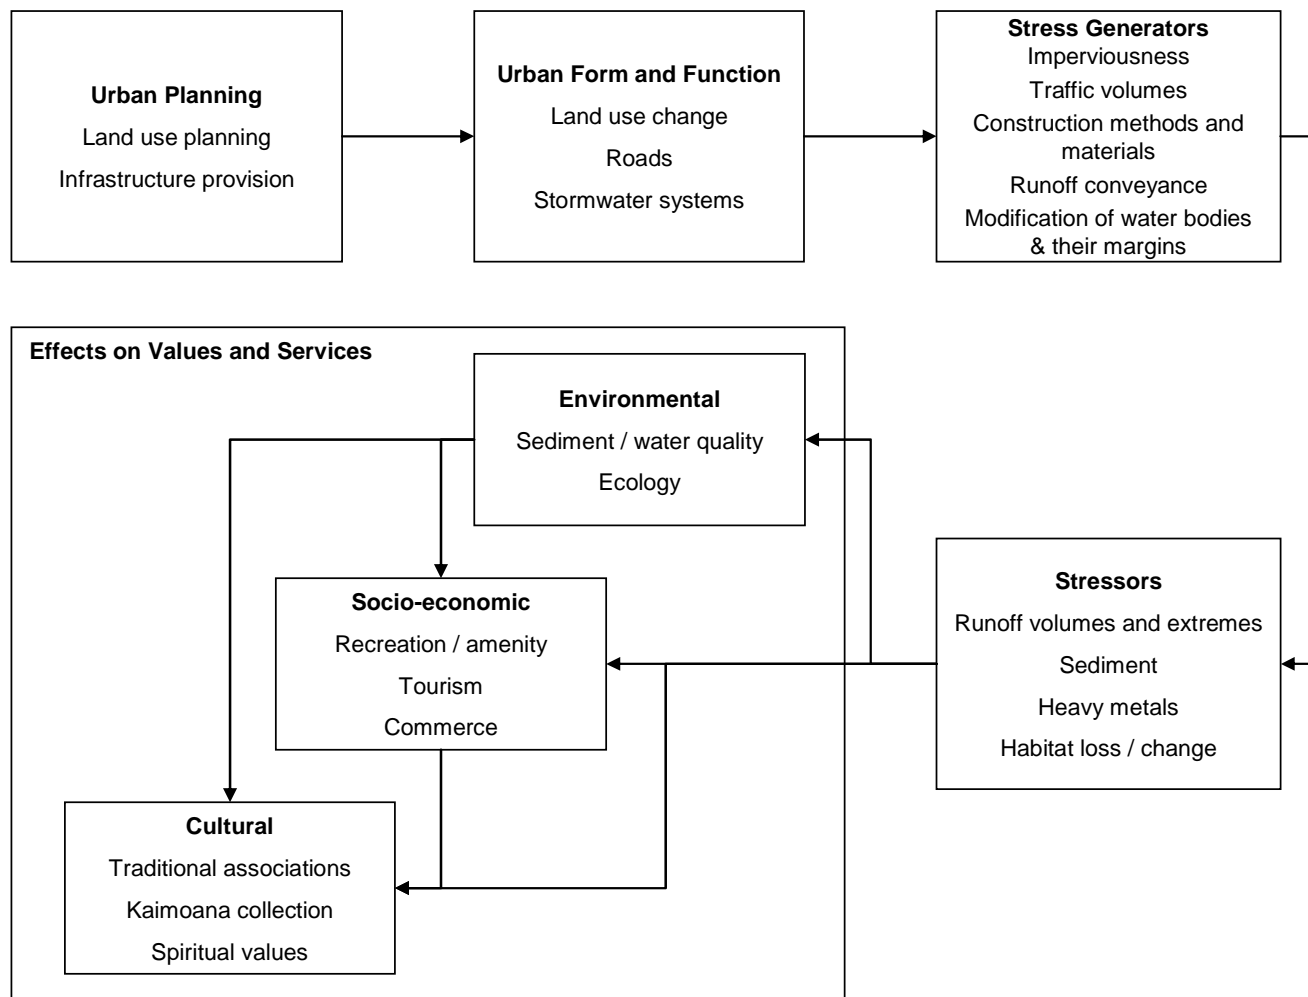 Urban Planning
Land use planning
Infrastructure provision
Urban Form and Function
Land use change
Roads
Stormwater systems
Stress Generators
Imperviousness
Traffic volumes
Construction methods and
materials
Runoff conveyance
Modification of water bodies
& their margins
Effects on Values and Services
Environmental
Sediment / water quality
Ecology
Socio-economic
Recreation / amenity
Tourism
Commerce
Cultural
Traditional associations
Kaimoana collection
Spiritual values
Stressors
Runoff volumes and extremes
Sediment
Heavy metals
Habitat loss / change